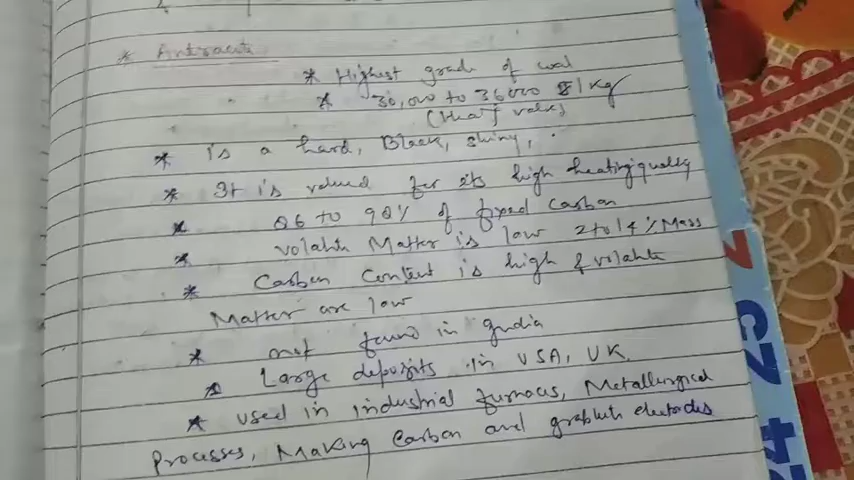 * Antracite
* Highest grade of coal
* 30,000 to 36000 kJ/kg
(Heat value)
* is a hard, Black, shiny,
* It is valued for its high heating quality
* 86 to 98% of fixed Carbon
* volatile Matter is low 2 to 14 % Mass
* Carbon Content is high & volatile
Matter are low
* not found in India
* Large deposits in USA, UK
* used in industrial furnous, Metallurgical
Processes, Making Carbon and electrodes